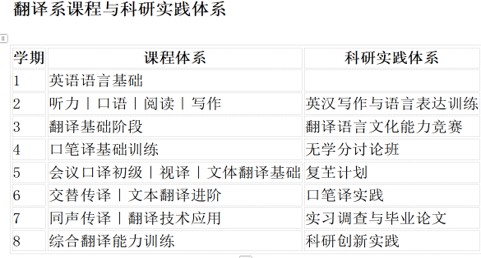 翻译系课程与科研实践体系
学期 课程体系 科研实践体系
1 英语语言基础
2 听力｜口语｜阅读｜写作 英汉写作与语言表达训练
3 翻译基础阶段 翻译语言文化能力竞赛
4 口笔译基础训练 无学分讨论班
5 会议口译初级｜视译｜文体翻译基础 复芏计划
6 交替传译｜文本翻译进阶 口笔译实践
7 同声传译｜翻译技术应用 实习调查与毕业论文
8 综合翻译能力训练 科研创新实践